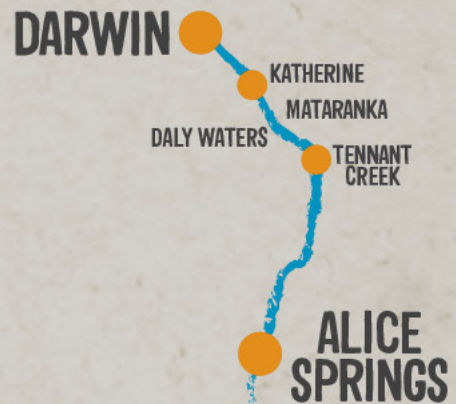 DARWIN
KATHERINE
MATARANKA
DALY WATERS
TENNANT
CREEK
ALICE
SPRINGS